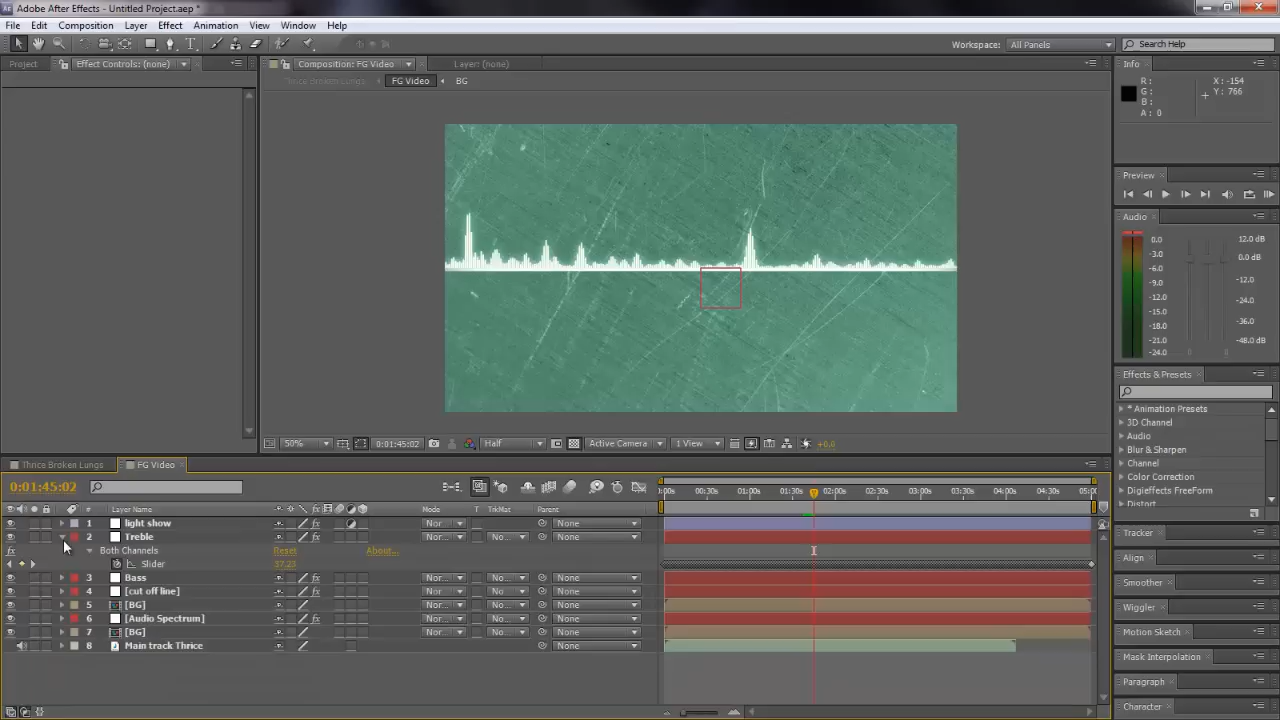 Adobe After Effects - Untitled Project.aep *
File Edit Composition Layer Effect Animation View Window Help
Workspace: All Panels Search Help
Project Effect Controls: (none) Composition: FG Video Layer: (none) Info
Thrice Broken Lungs FG Video BG
R: X: -154
G: Y: 766
B:
A: 0
Preview
Audio
0.0 12.0 dB
-3.0 0.0 dB
-6.0
-9.0 -12.0
-12.0 -24.0
-15.0
-18.0 -36.0
-21.0 -48.0 dB
-24.0
Effects & Presets
* Animation Presets
3D Channel
Audio
Blur & Sharpen
Channel
Color Correction
Digieffects FreeForm
Distort
50% 0:01:45:02 Half Active Camera 1 View +0.0
Thrice Broken Lungs FG Video
0:01:45:02 :00s 00:30s 01:00s 01:30s 02:00s 02:30s 03:00s 03:30s 04:00s 04:30s 05:00
# Layer Name Mode T TrkMat Parent
1 light show Nor None
2 Treble Nor... No... None
Both Channels Reset About...
Slider 37.23
3 Bass Nor... No... None
4 [cut off line] Nor... No... None
5 [BG] Nor... No... None
6 [Audio Spectrum] Nor... No... None
7 [BG] Nor... No... None
8 Main track Thrice None
Tracker
Align
Smoother
Wiggler
Motion Sketch
Mask Interpolation
Paragraph
Character